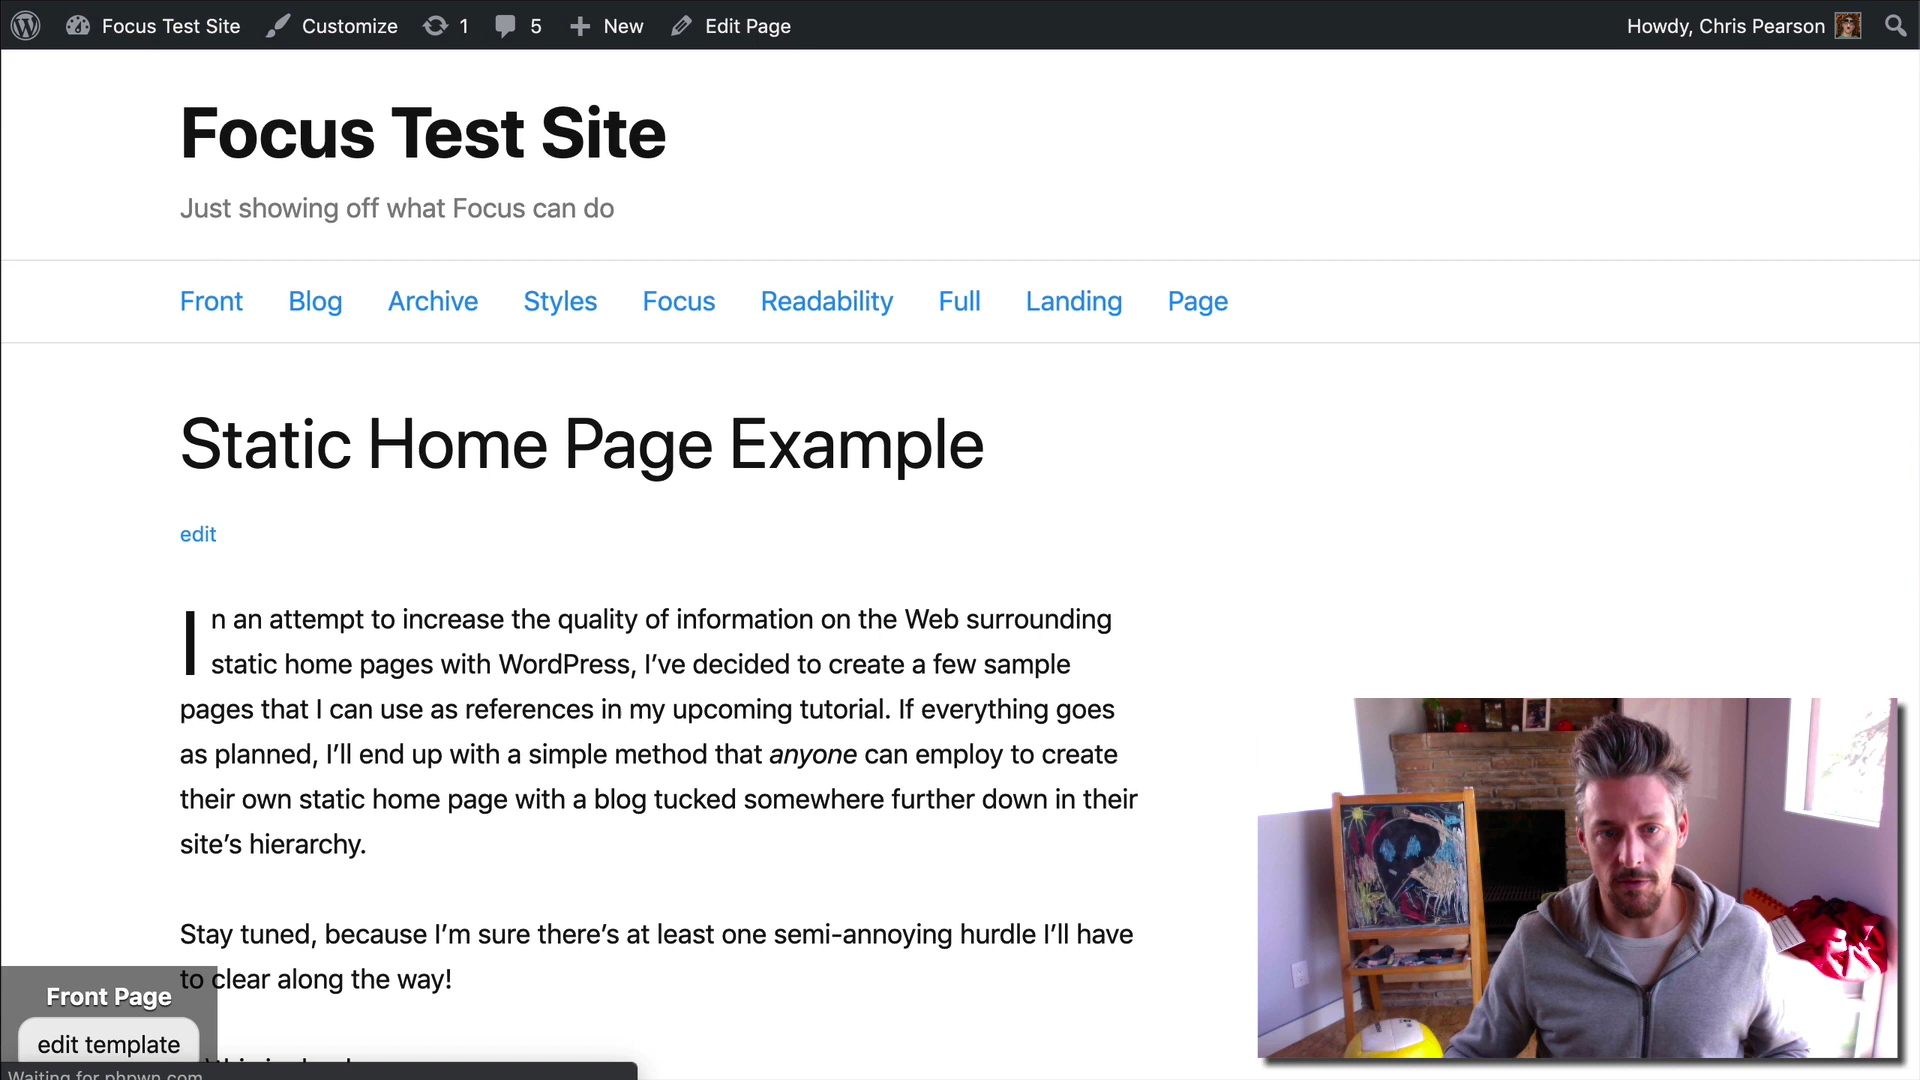 Focus Test Site Customize 1 5 New Edit Page Howdy, Chris Pearson
Focus Test Site
Just showing off what Focus can do
Front Blog Archive Styles Focus Readability Full Landing Page
Static Home Page Example
edit
In an attempt to increase the quality of information on the Web surrounding
static home pages with WordPress, I’ve decided to create a few sample
pages that I can use as references in my upcoming tutorial. If everything goes
as planned, I’ll end up with a simple method that anyone can employ to create
their own static home page with a blog tucked somewhere further down in their
site’s hierarchy.
Stay tuned, because I’m sure there’s at least one semi-annoying hurdle I’ll have
to clear along the way!
Front Page
edit template
Waiting for phpwn.com